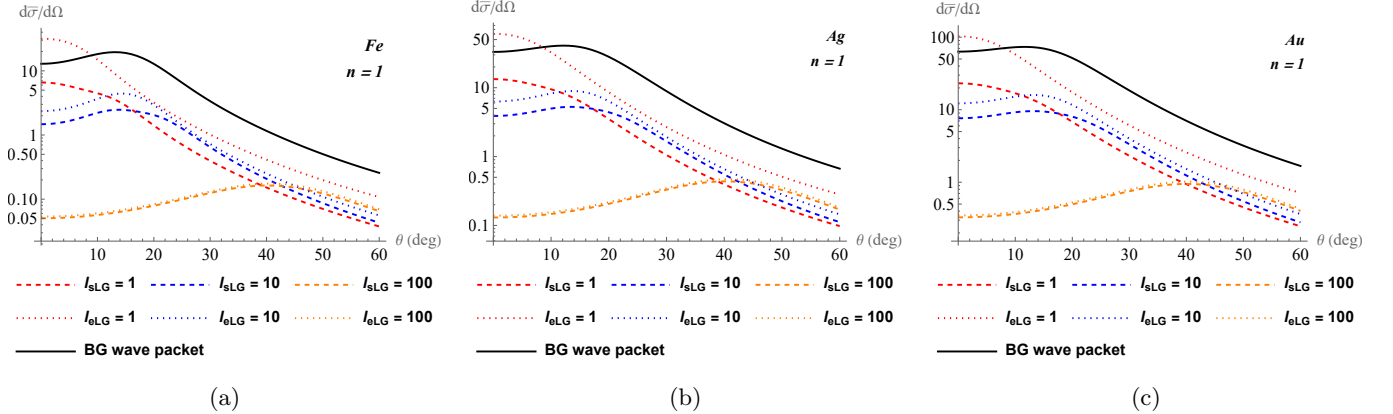 dσ̅/dΩ
Fe
n = 1
10
5
1
0.50
0.10
0.05
θ (deg)
0 10 20 30 40 50 60
l_sLG = 1 l_sLG = 10 l_sLG = 100
l_eLG = 1 l_eLG = 10 l_eLG = 100
BG wave packet
(a)
dσ̅/dΩ
Ag
n = 1
50
10
5
1
0.5
0.1
θ (deg)
0 10 20 30 40 50 60
l_sLG = 1 l_sLG = 10 l_sLG = 100
l_eLG = 1 l_eLG = 10 l_eLG = 100
BG wave packet
(b)
dσ̅/dΩ
Au
n = 1
100
50
10
5
1
0.5
θ (deg)
0 10 20 30 40 50 60
l_sLG = 1 l_sLG = 10 l_sLG = 100
l_eLG = 1 l_eLG = 10 l_eLG = 100
BG wave packet
(c)